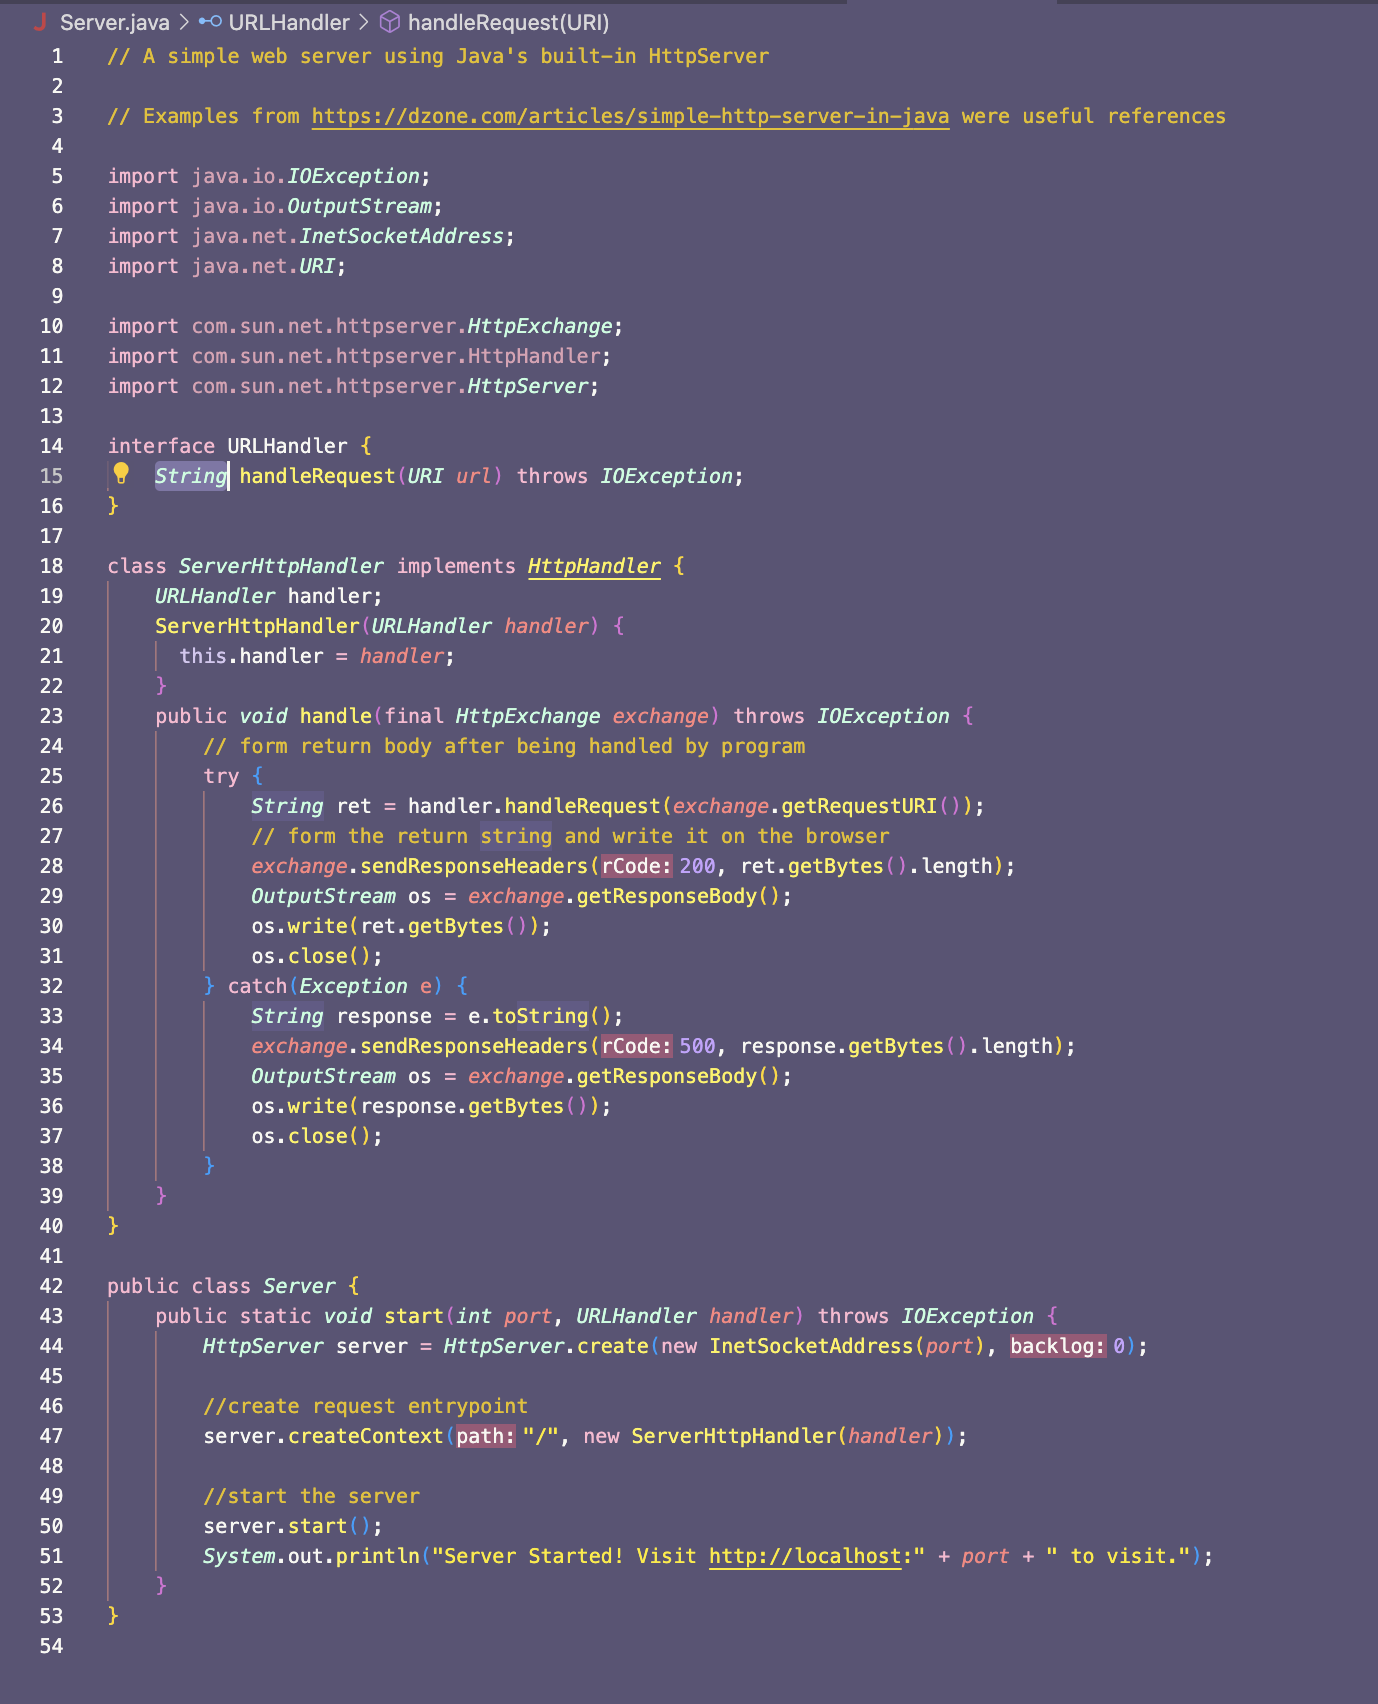 Server.java > URLHandler > handleRequest(URI)
1 // A simple web server using Java's built-in HttpServer
2
3 // Examples from https://dzone.com/articles/simple-http-server-in-java were useful references
4
5 import java.io.IOException;
6 import java.io.OutputStream;
7 import java.net.InetSocketAddress;
8 import java.net.URI;
9
10 import com.sun.net.httpserver.HttpExchange;
11 import com.sun.net.httpserver.HttpHandler;
12 import com.sun.net.httpserver.HttpServer;
13
14 interface URLHandler {
15     String handleRequest(URI url) throws IOException;
16 }
17
18 class ServerHttpHandler implements HttpHandler {
19     URLHandler handler;
20     ServerHttpHandler(URLHandler handler) {
21       this.handler = handler;
22     }
23     public void handle(final HttpExchange exchange) throws IOException {
24         // form return body after being handled by program
25         try {
26             String ret = handler.handleRequest(exchange.getRequestURI());
27             // form the return string and write it on the browser
28             exchange.sendResponseHeaders(rCode: 200, ret.getBytes().length);
29             OutputStream os = exchange.getResponseBody();
30             os.write(ret.getBytes());
31             os.close();
32         } catch(Exception e) {
33             String response = e.toString();
34             exchange.sendResponseHeaders(rCode: 500, response.getBytes().length);
35             OutputStream os = exchange.getResponseBody();
36             os.write(response.getBytes());
37             os.close();
38         }
39     }
40 }
41
42 public class Server {
43     public static void start(int port, URLHandler handler) throws IOException {
44         HttpServer server = HttpServer.create(new InetSocketAddress(port), backlog: 0);
45
46         //create request entrypoint
47         server.createContext(path: "/", new ServerHttpHandler(handler));
48
49         //start the server
50         server.start();
51         System.out.println("Server Started! Visit http://localhost:" + port + " to visit.");
52     }
53 }
54